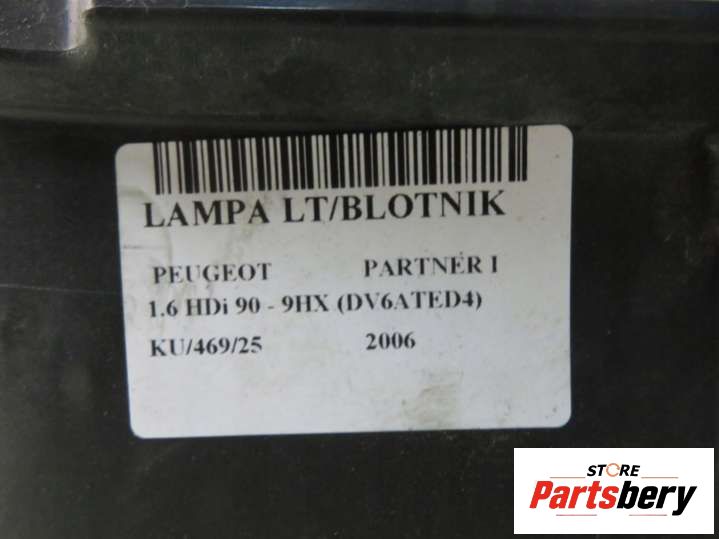 LAMPA LT/BLOTNIK
PEUGEOT PARTNER I
1.6 HDi 90 - 9HX (DV6ATED4)
KU/469/25 2006
STORE
Partsbery